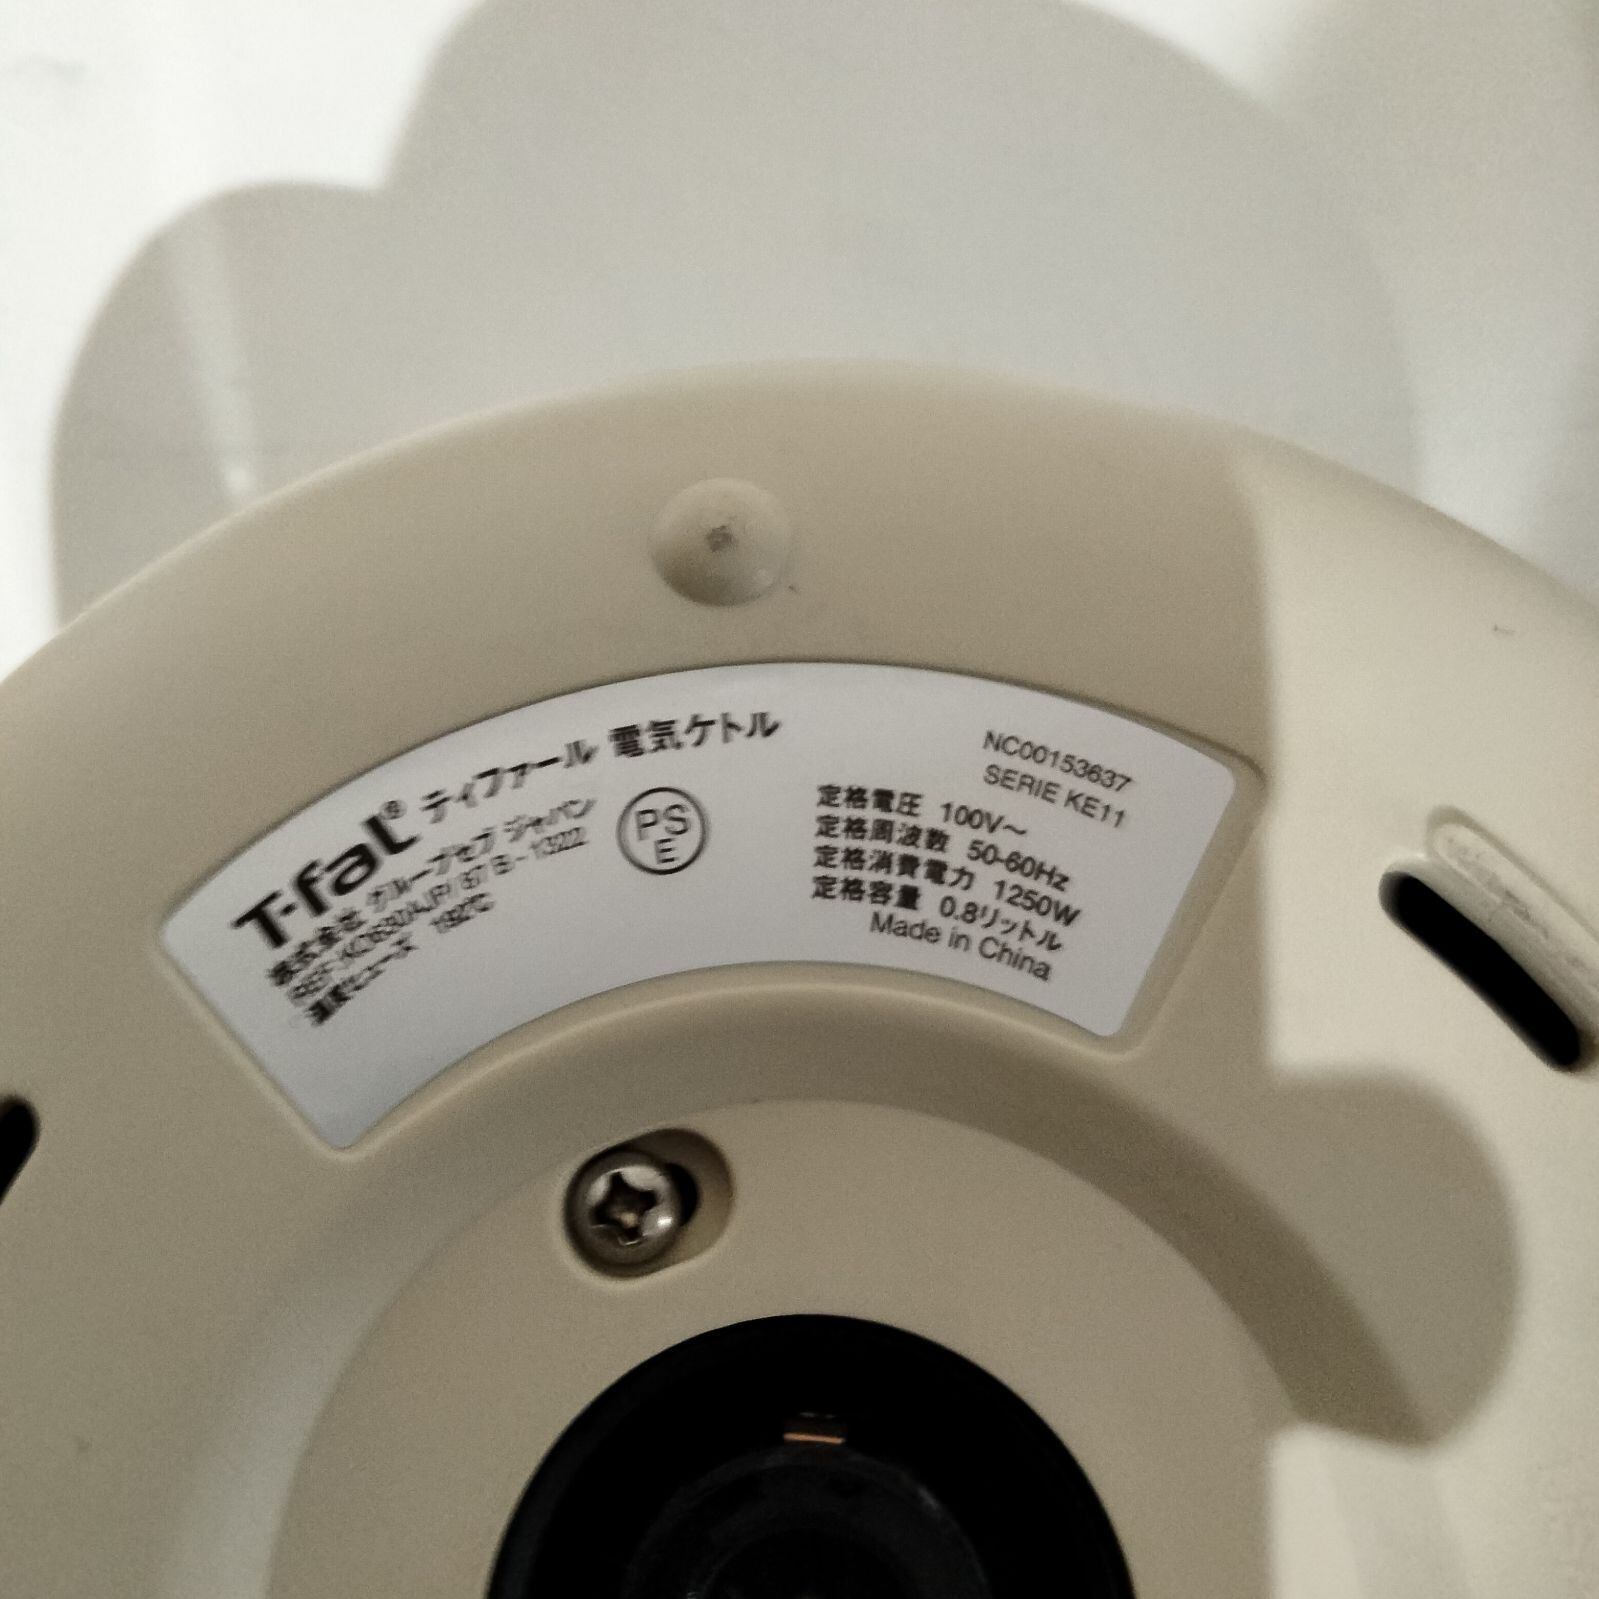 T-fal® ティファール 電気ケトル
株式会社 グループセブ ジャパン
192℃
PS
E
NC00153637
SERIE KE11
定格電圧 100V～
定格周波数 50-60Hz
定格消費電力 1250W
定格容量 0.8リットル
Made in China